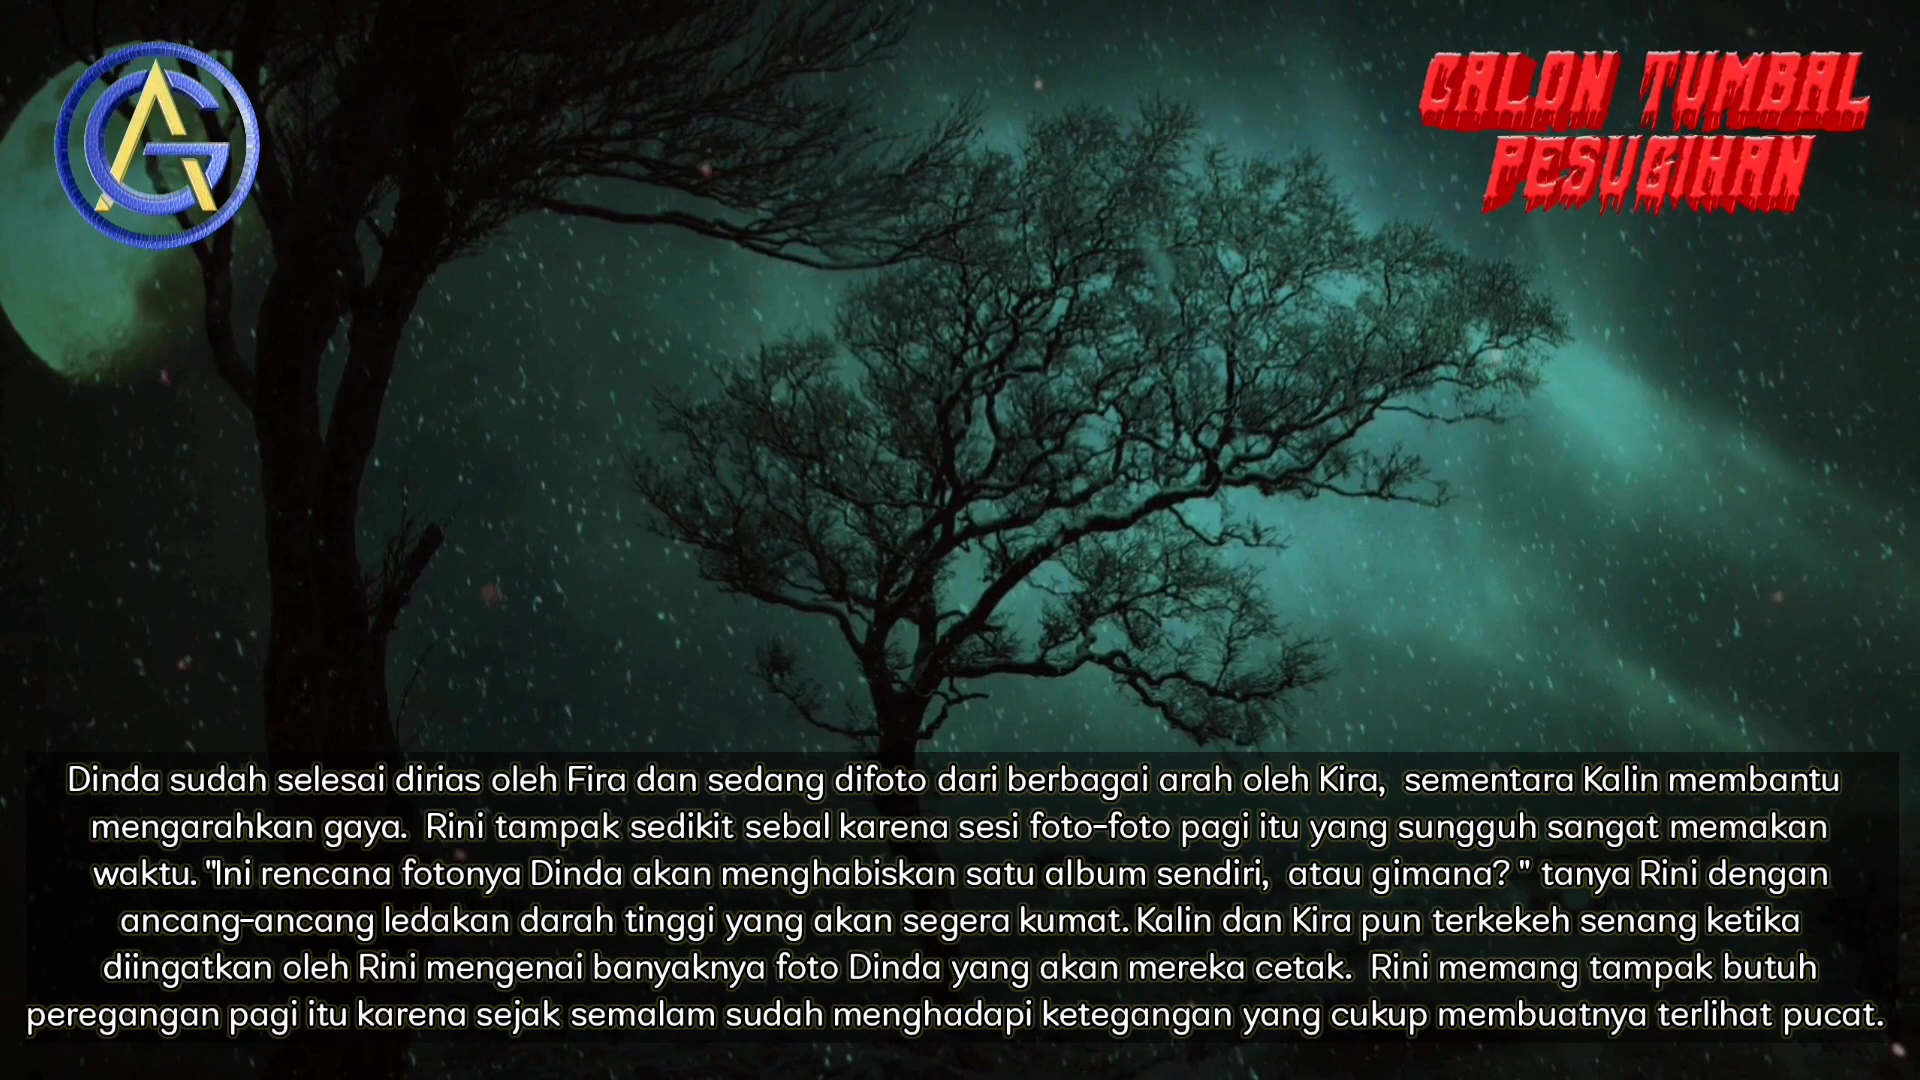 CALON TUMBAL
PESUGIHAN
Dinda sudah selesai dirias oleh Fira dan sedang difoto dari berbagai arah oleh Kira,  sementara Kalin membantu
mengarahkan gaya.  Rini tampak sedikit sebal karena sesi foto-foto pagi itu yang sungguh sangat memakan
waktu. "Ini rencana fotonya Dinda akan menghabiskan satu album sendiri,  atau gimana? " tanya Rini dengan
ancang-ancang ledakan darah tinggi yang akan segera kumat. Kalin dan Kira pun terkekeh senang ketika
diingatkan oleh Rini mengenai banyaknya foto Dinda yang akan mereka cetak.  Rini memang tampak butuh
peregangan pagi itu karena sejak semalam sudah menghadapi ketegangan yang cukup membuatnya terlihat pucat.